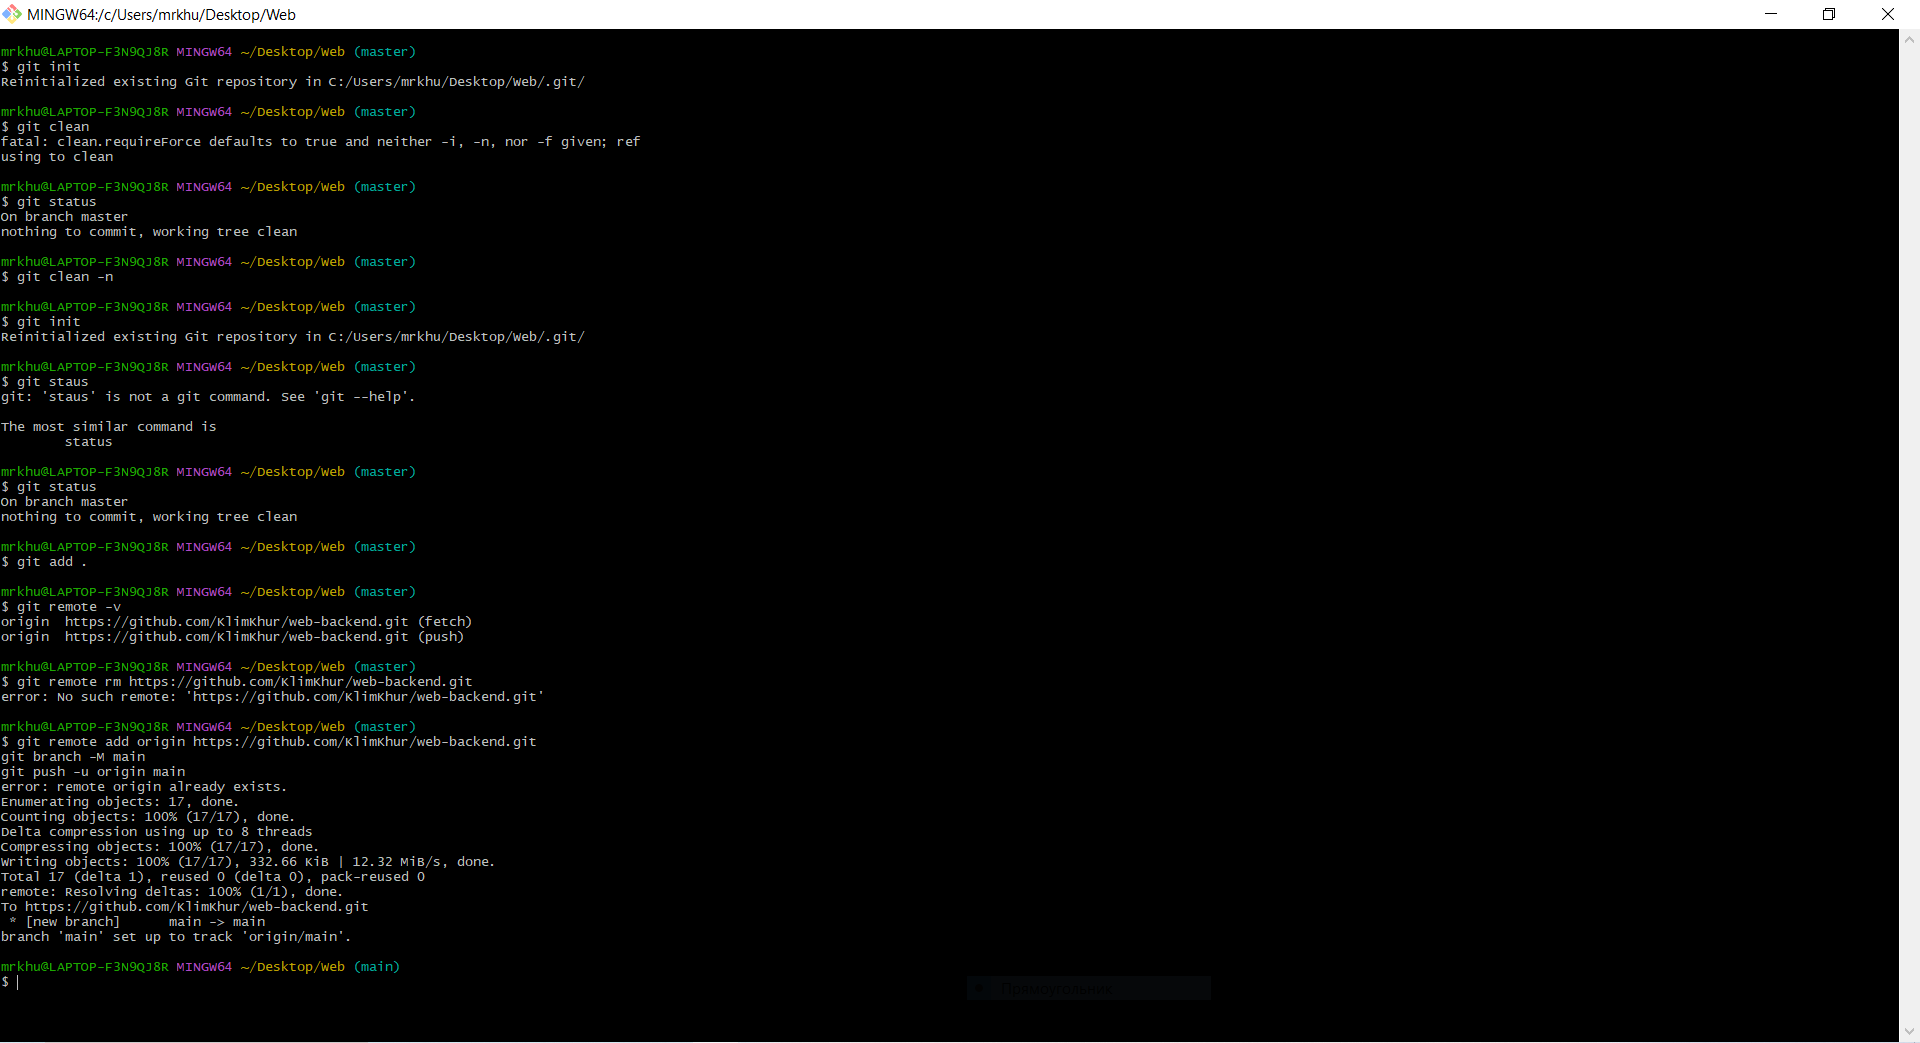 MINGW64:/c/Users/mrkhu/Desktop/Web
mrkhu@LAPTOP-F3N9QJ8R MINGW64 ~/Desktop/Web (master)
$ git init
Reinitialized existing Git repository in C:/Users/mrkhu/Desktop/Web/.git/
mrkhu@LAPTOP-F3N9QJ8R MINGW64 ~/Desktop/Web (master)
$ git clean
fatal: clean.requireForce defaults to true and neither -i, -n, nor -f given; ref
using to clean
mrkhu@LAPTOP-F3N9QJ8R MINGW64 ~/Desktop/Web (master)
$ git status
On branch master
nothing to commit, working tree clean
mrkhu@LAPTOP-F3N9QJ8R MINGW64 ~/Desktop/Web (master)
$ git clean -n
mrkhu@LAPTOP-F3N9QJ8R MINGW64 ~/Desktop/Web (master)
$ git init
Reinitialized existing Git repository in C:/Users/mrkhu/Desktop/Web/.git/
mrkhu@LAPTOP-F3N9QJ8R MINGW64 ~/Desktop/Web (master)
$ git staus
git: 'staus' is not a git command. See 'git --help'.
The most similar command is
status
mrkhu@LAPTOP-F3N9QJ8R MINGW64 ~/Desktop/Web (master)
$ git status
On branch master
nothing to commit, working tree clean
mrkhu@LAPTOP-F3N9QJ8R MINGW64 ~/Desktop/Web (master)
$ git add .
mrkhu@LAPTOP-F3N9QJ8R MINGW64 ~/Desktop/Web (master)
$ git remote -v
origin  https://github.com/KlimKhur/web-backend.git (fetch)
origin  https://github.com/KlimKhur/web-backend.git (push)
mrkhu@LAPTOP-F3N9QJ8R MINGW64 ~/Desktop/Web (master)
$ git remote rm https://github.com/KlimKhur/web-backend.git
error: No such remote: 'https://github.com/KlimKhur/web-backend.git'
mrkhu@LAPTOP-F3N9QJ8R MINGW64 ~/Desktop/Web (master)
$ git remote add origin https://github.com/KlimKhur/web-backend.git
git branch -M main
git push -u origin main
error: remote origin already exists.
Enumerating objects: 17, done.
Counting objects: 100% (17/17), done.
Delta compression using up to 8 threads
Compressing objects: 100% (17/17), done.
Writing objects: 100% (17/17), 332.66 KiB | 12.32 MiB/s, done.
Total 17 (delta 1), reused 0 (delta 0), pack-reused 0
remote: Resolving deltas: 100% (1/1), done.
To https://github.com/KlimKhur/web-backend.git
* [new branch]      main -> main
branch 'main' set up to track 'origin/main'.
mrkhu@LAPTOP-F3N9QJ8R MINGW64 ~/Desktop/Web (main)
$
Прямоугольник